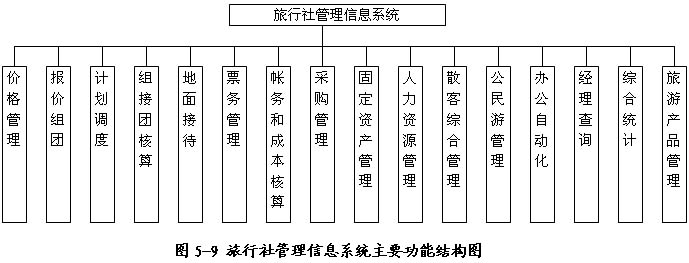 旅行社管理信息系统
价格管理
报价组团
计划调度
组接团核算
地面接待
票务管理
帐务和成本核算
采购管理
固定资产管理
人力资源管理
散客综合管理
公民游管理
办公自动化
经理查询
综合统计
旅游产品管理
图 5-9 旅行社管理信息系统主要功能结构图